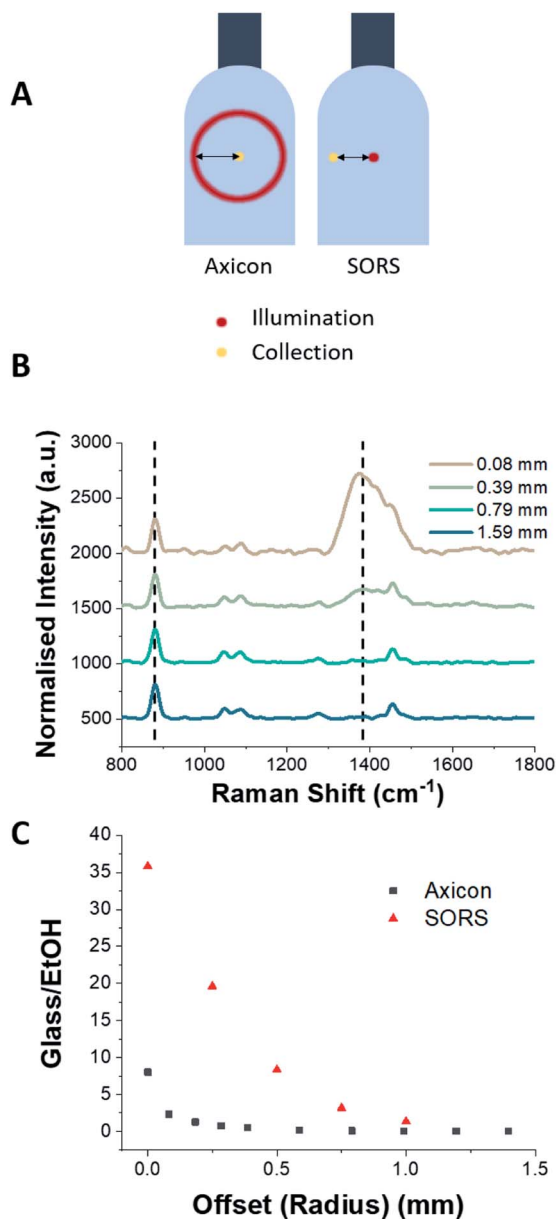 A
Axicon SORS
Illumination
Collection
B
Normalised Intensity (a.u.)
3000
2500
2000
1500
1000
500
0.08 mm
0.39 mm
0.79 mm
1.59 mm
800 1000 1200 1400 1600 1800
Raman Shift (cm⁻¹)
C
Glass/EtOH
40
35
30
25
20
15
10
5
0
Axicon
SORS
0.0 0.5 1.0 1.5
Offset (Radius) (mm)